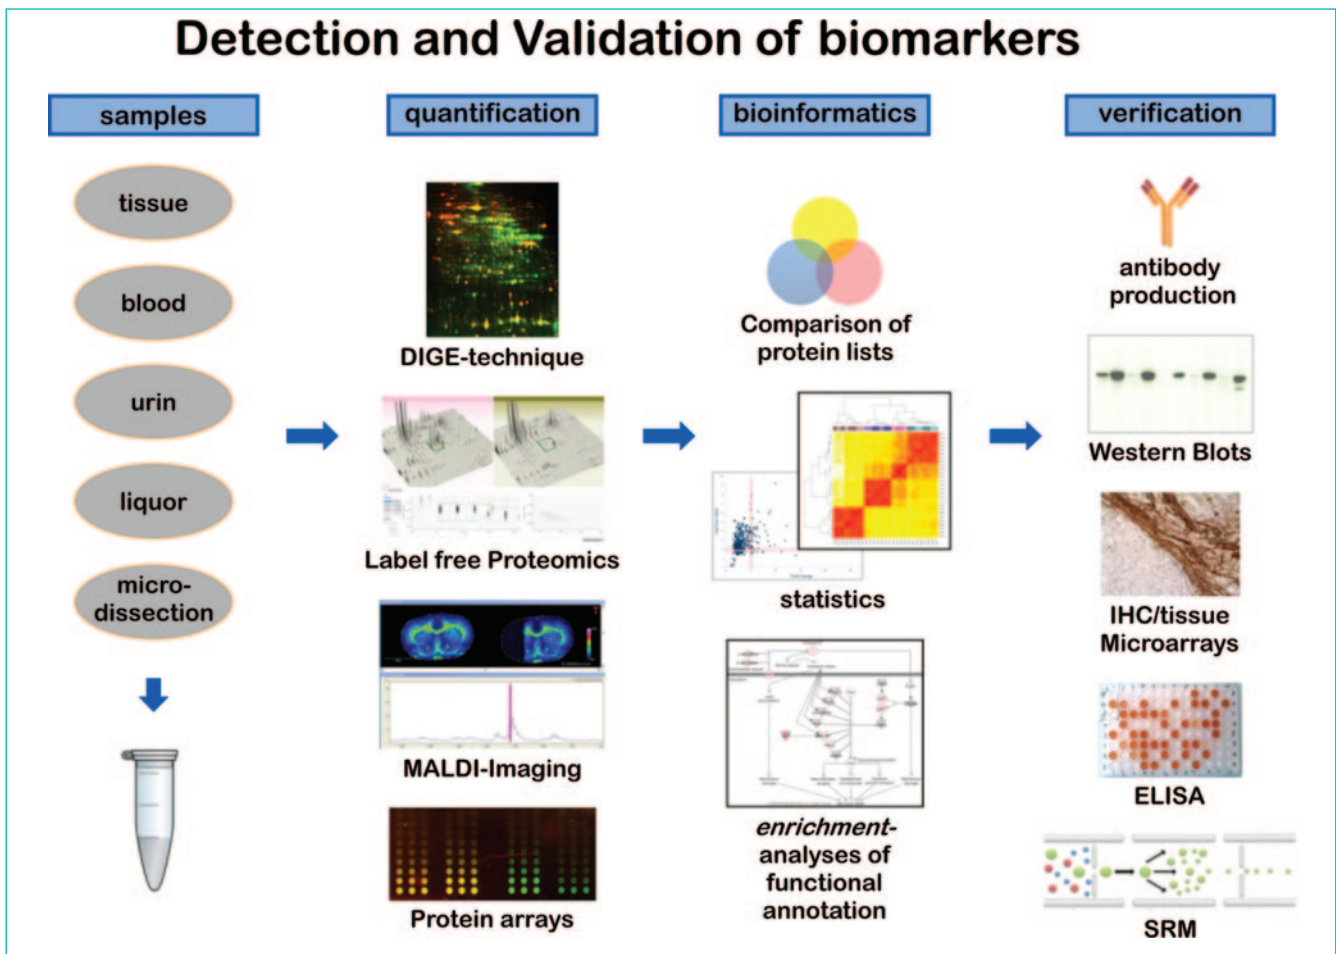 Detection and Validation of biomarkers
samples
tissue
blood
urin
liquor
micro-
dissection
quantification
DIGE-technique
Label free Proteomics
MALDI-Imaging
Protein arrays
bioinformatics
Comparison of
protein lists
statistics
enrichment-
analyses of
functional
annotation
verification
antibody
production
Western Blots
IHC/tissue
Microarrays
ELISA
SRM